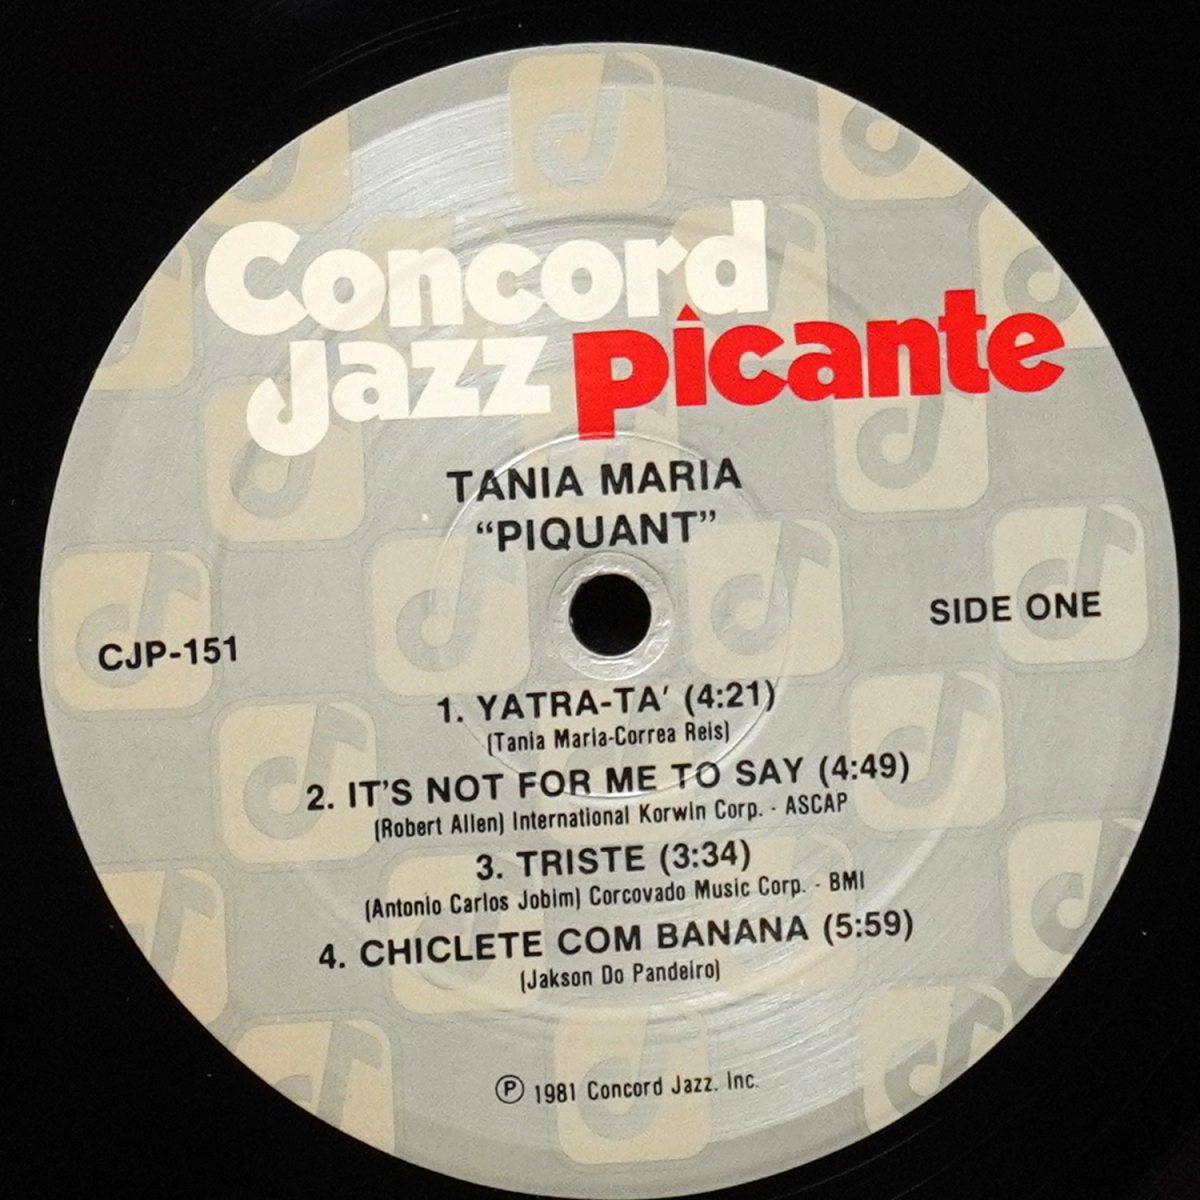 Concord
Jazz picante
TANIA MARIA
“PIQUANT”
SIDE ONE
CJP-151
1. YATRA-TA' (4:21)
(Tania Maria-Correa Reis)
2. IT'S NOT FOR ME TO SAY (4:49)
(Robert Allen) International Korwin Corp. - ASCAP
3. TRISTE (3:34)
(Antonio Carlos Jobim) Corcovado Music Corp. - BMI
4. CHICLETE COM BANANA (5:59)
(Jakson Do Pandeiro)
Ⓟ 1981 Concord Jazz, Inc.